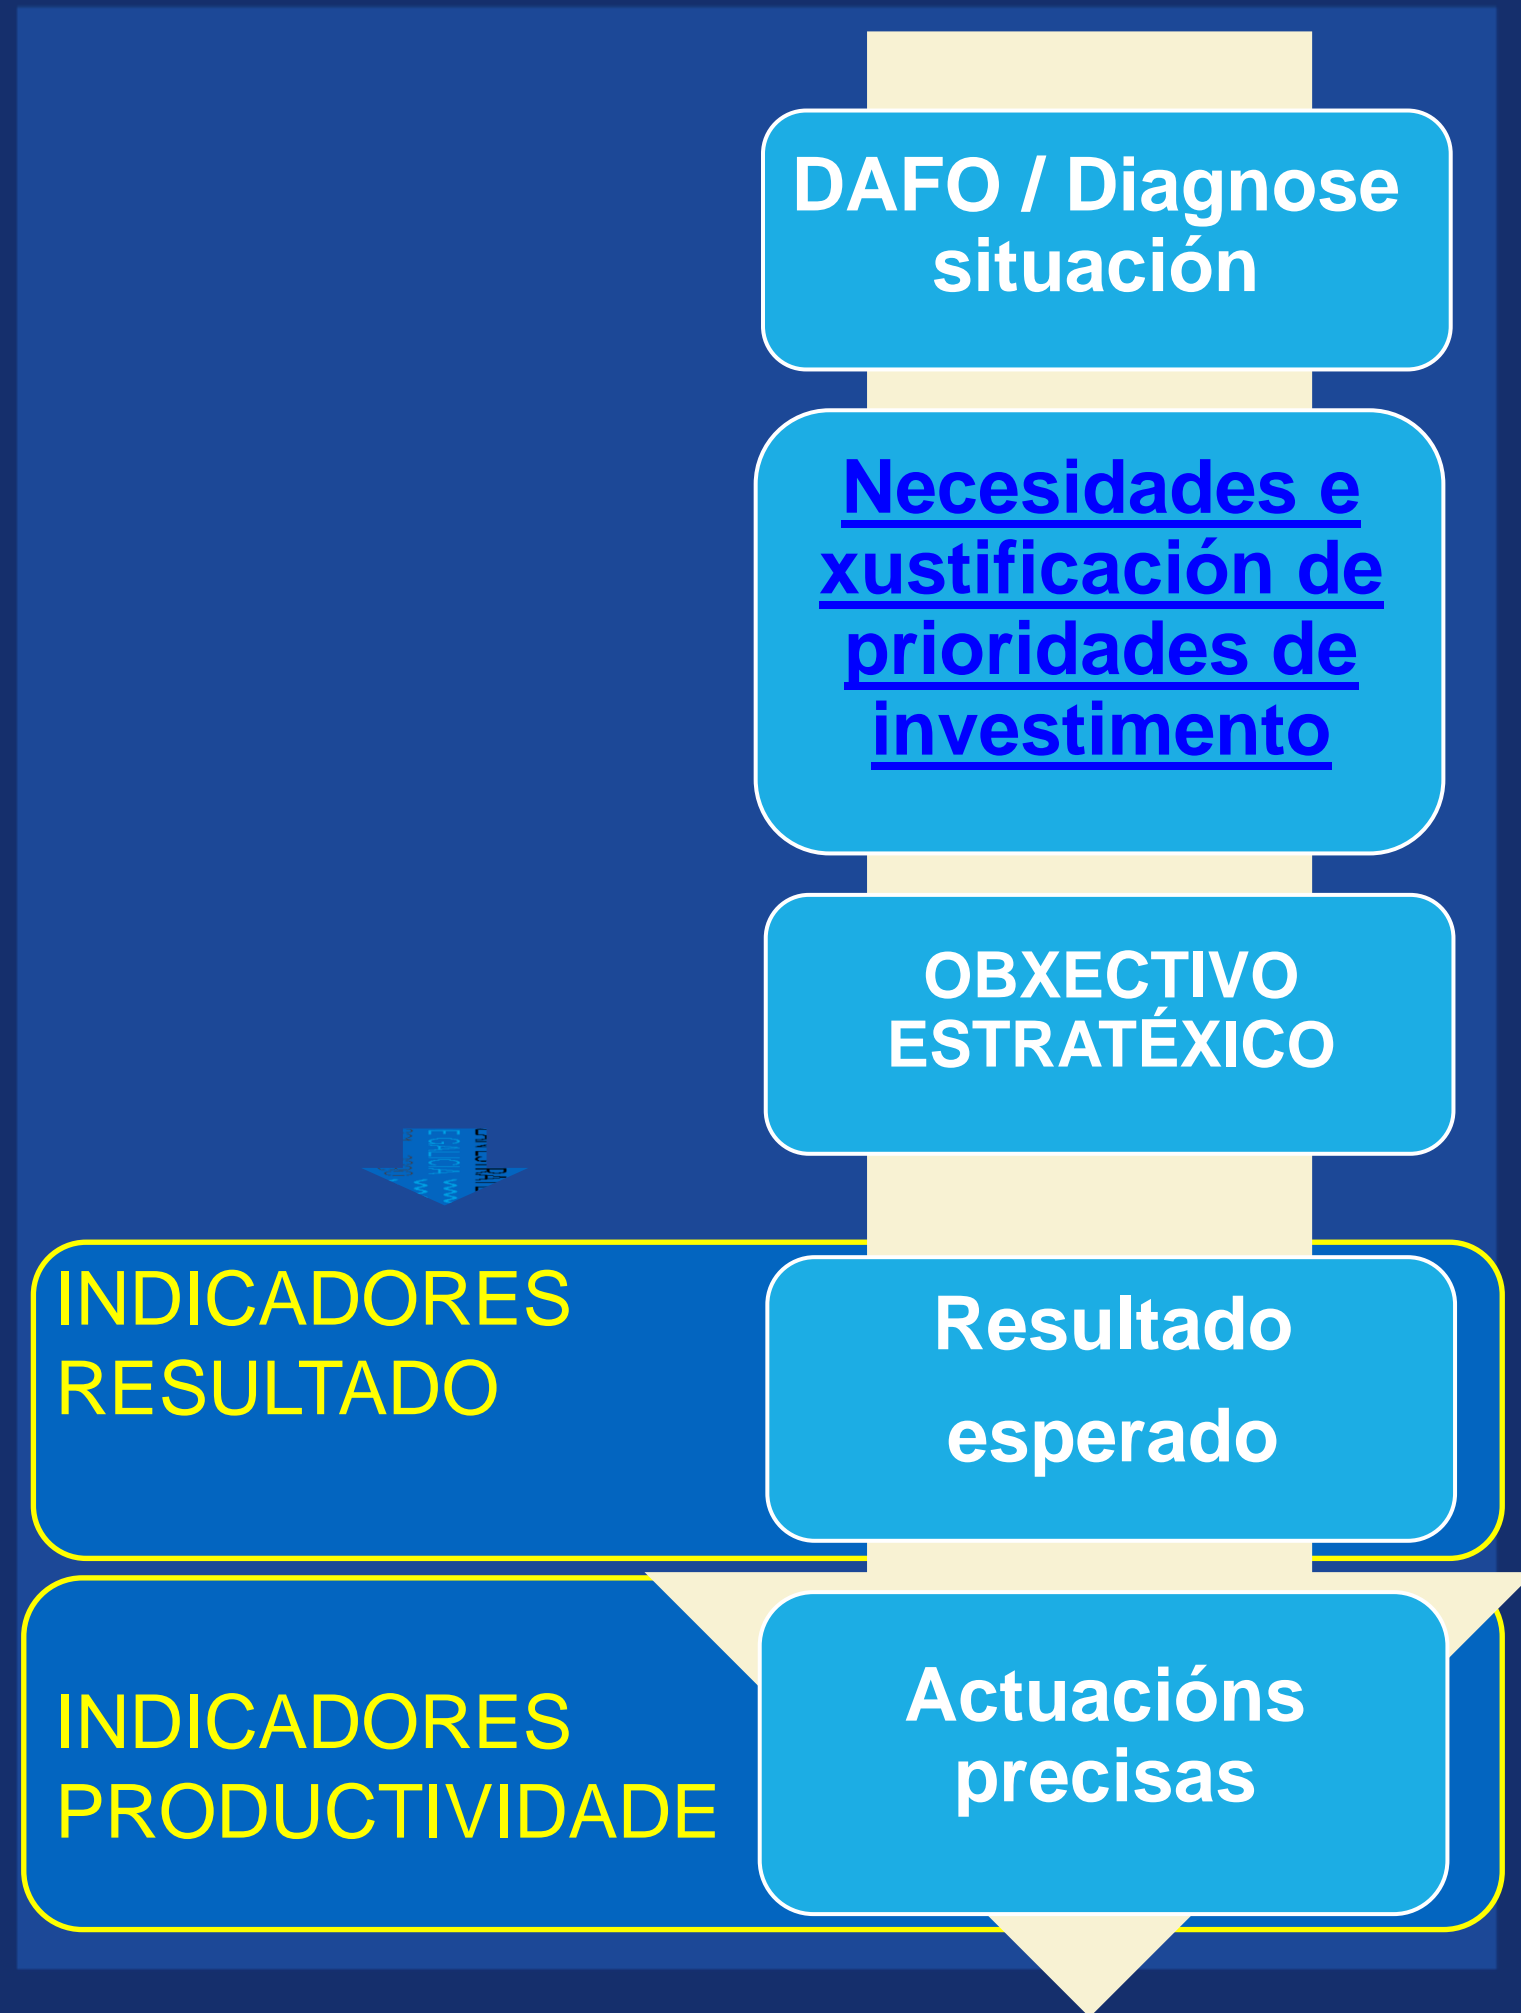 DAFO / Diagnose
situación
Necesidades e
xustificación de
prioridades de
investimento
OBXECTIVO
ESTRATÉXICO
INDICADORES
RESULTADO
Resultado
esperado
INDICADORES
PRODUCTIVIDADE
Actuacións
precisas